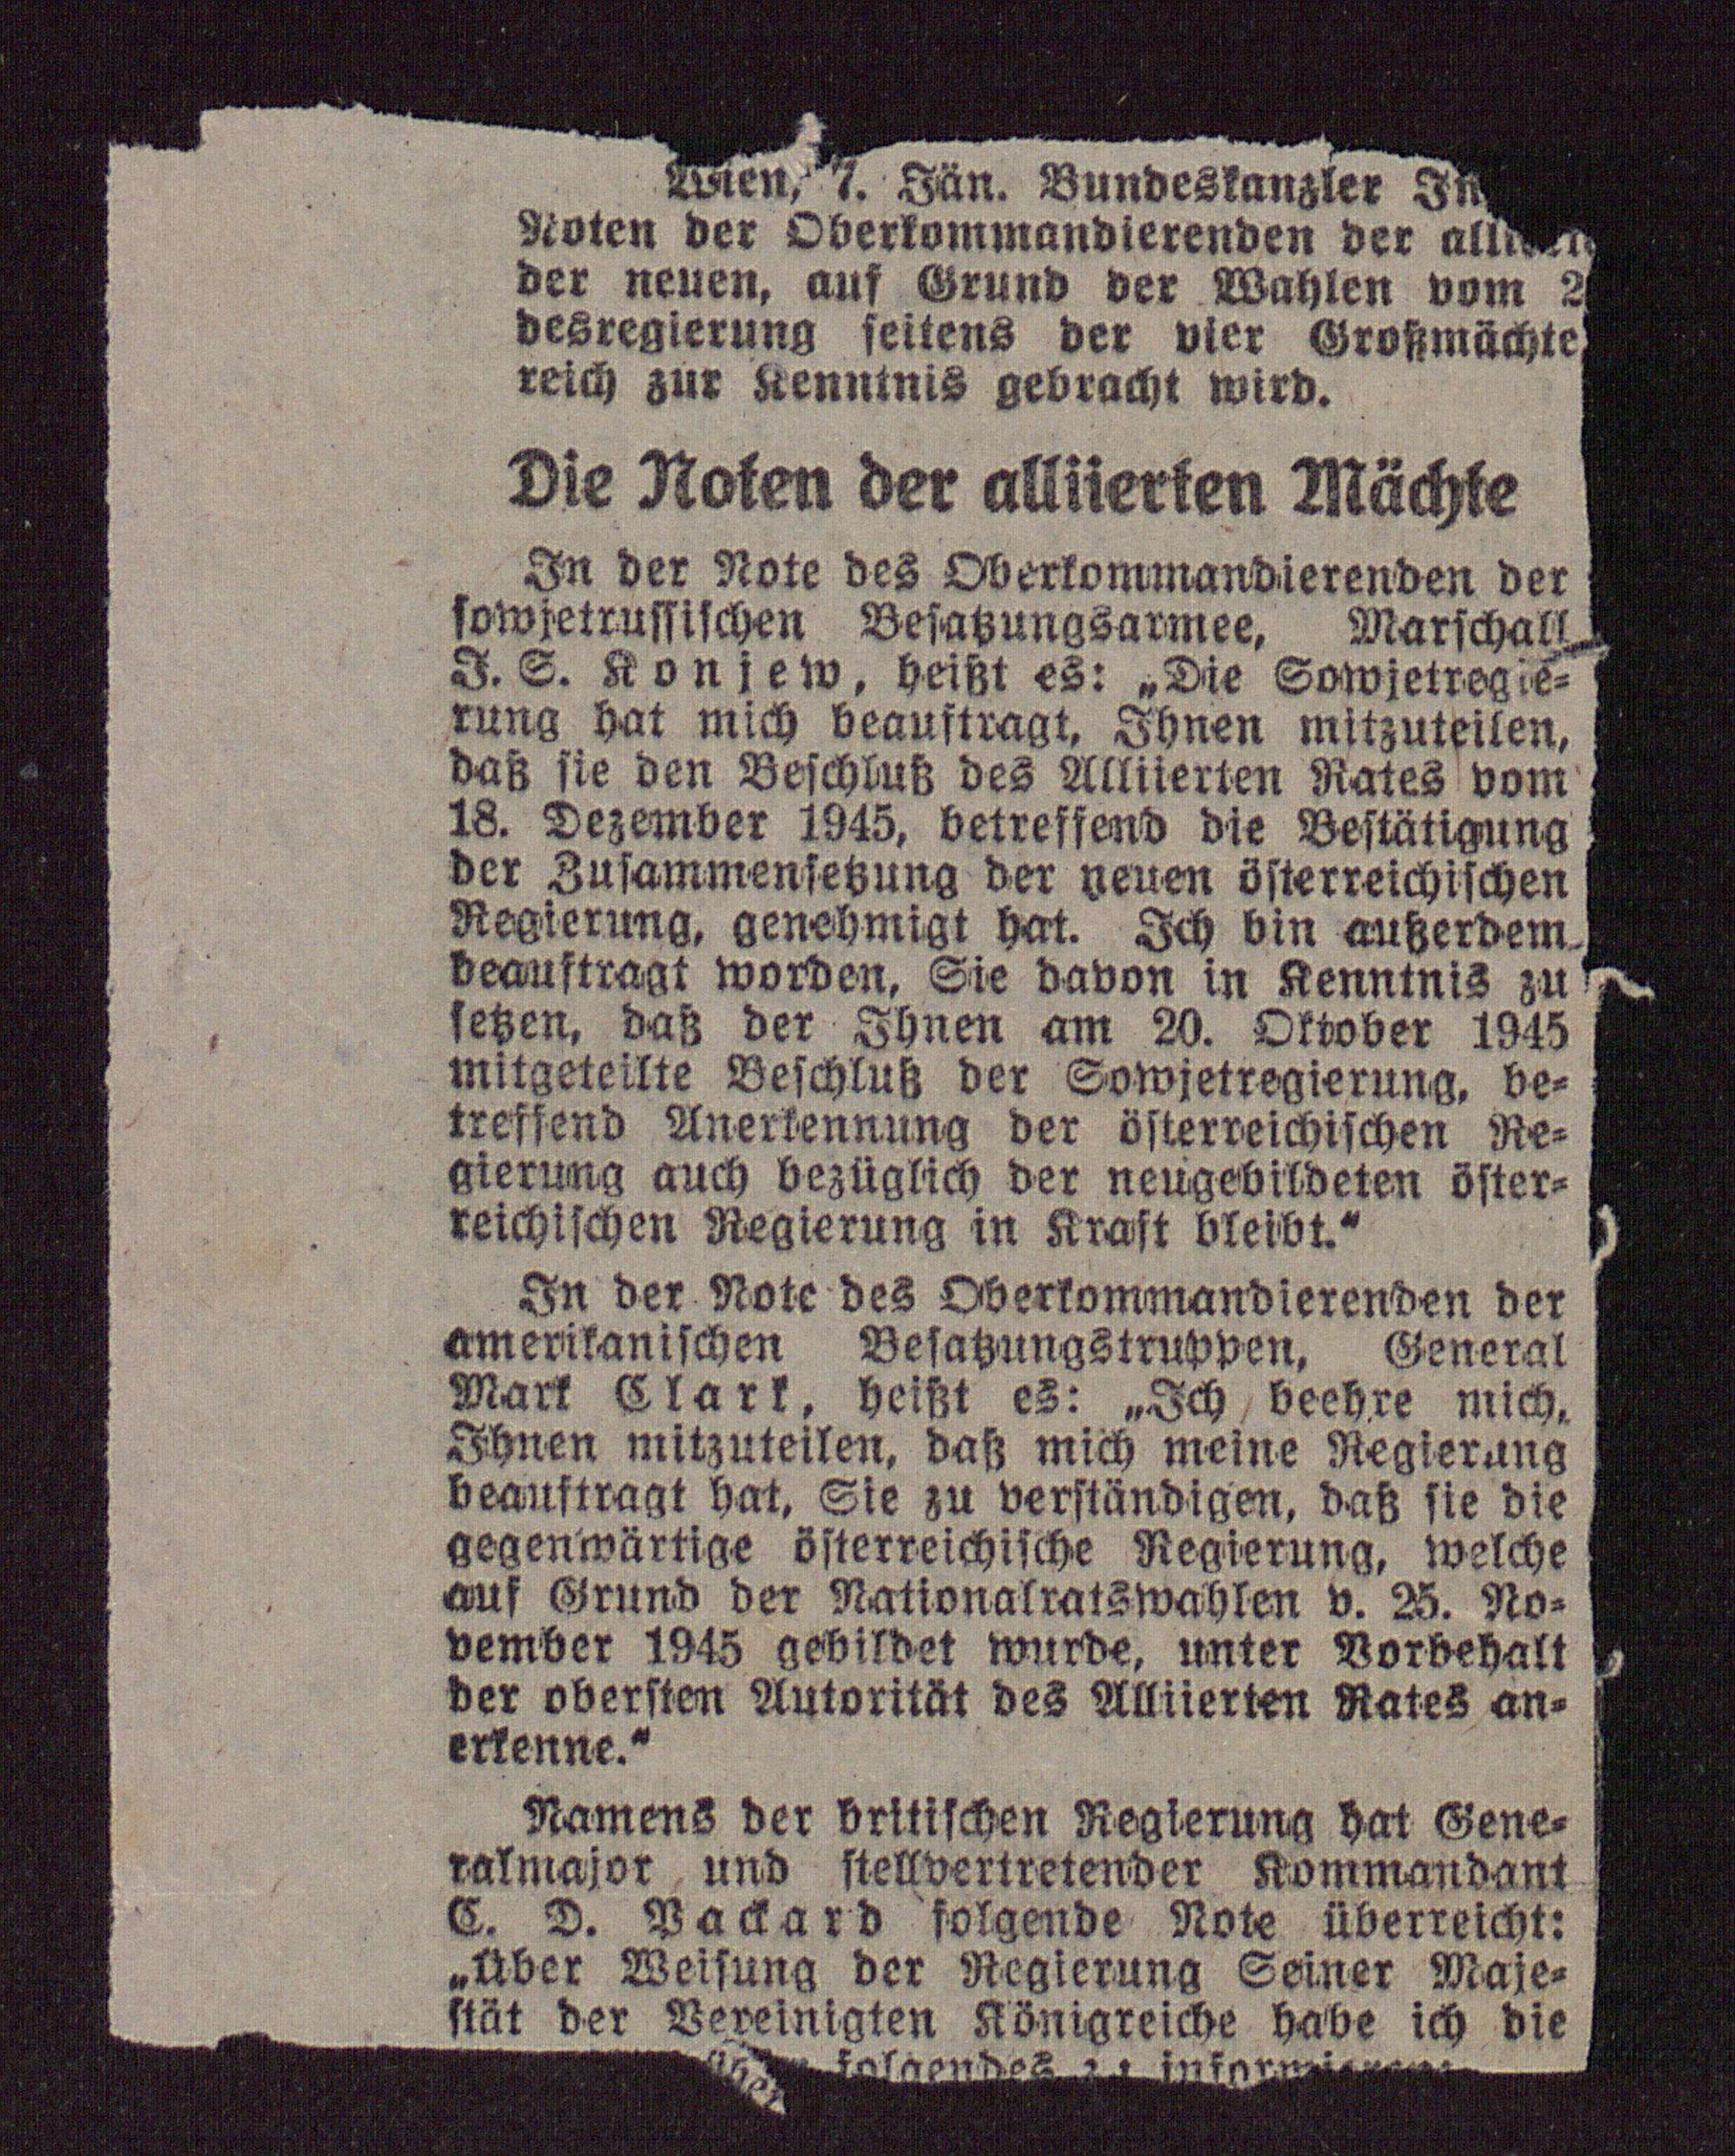 Wien, 7. Jän. Bundeskanzler In
Noten der Oberkommandierenden der
der neuen, auf Grund der Wahlen vom 2
desregierung seitens der vier Großmächte
reich zur Kenntnis gebracht wird.
Die Noten der alliierten Mächte
In der Note des Oberkommandierenden der
sowjetrussischen Besatzungsarmee, Marschall
J. S. Konjew, heißt es: „Die Sowjetregie-
rung hat mich beauftragt, Ihnen mitzuteilen,
daß sie den Beschluß des Alliierten Rates vom
18. Dezember 1945, betreffend die Bestätigung
der Zusammensetzung der neuen österreichischen
Regierung, genehmigt hat. Ich bin außerdem
beauftragt worden, Sie davon in Kenntnis zu
setzen, daß der Ihnen am 20. Oktober 1945
mitgeteilte Beschluß der Sowjetregierung, be-
treffend Anerkennung der österreichischen Re-
gierung auch bezüglich der neugebildeten öster-
reichischen Regierung in Kraft bleibt."
In der Note des Oberkommandierenden der
amerikanischen Besatzungstruppen, General
Mark Clark, heißt es: „Ich beehre mich,
Ihnen mitzuteilen, daß mich meine Regierung
beauftragt hat, Sie zu verständigen, daß sie die
gegenwärtige österreichische Regierung, welche
auf Grund der Nationalratswahlen v. 25. No-
vember 1945 gebildet wurde, unter Vorbehalt
der obersten Autorität des Alliierten Rates an-
erkenne."
Namens der britischen Regierung hat Gene-
ralmajor und stellvertretender Kommandant
C. D. Packard folgende Note überreicht:
„Über Weisung der Regierung Seiner Maje-
stät der Vereinigten Königreiche habe ich die
folgendes zu informieren: